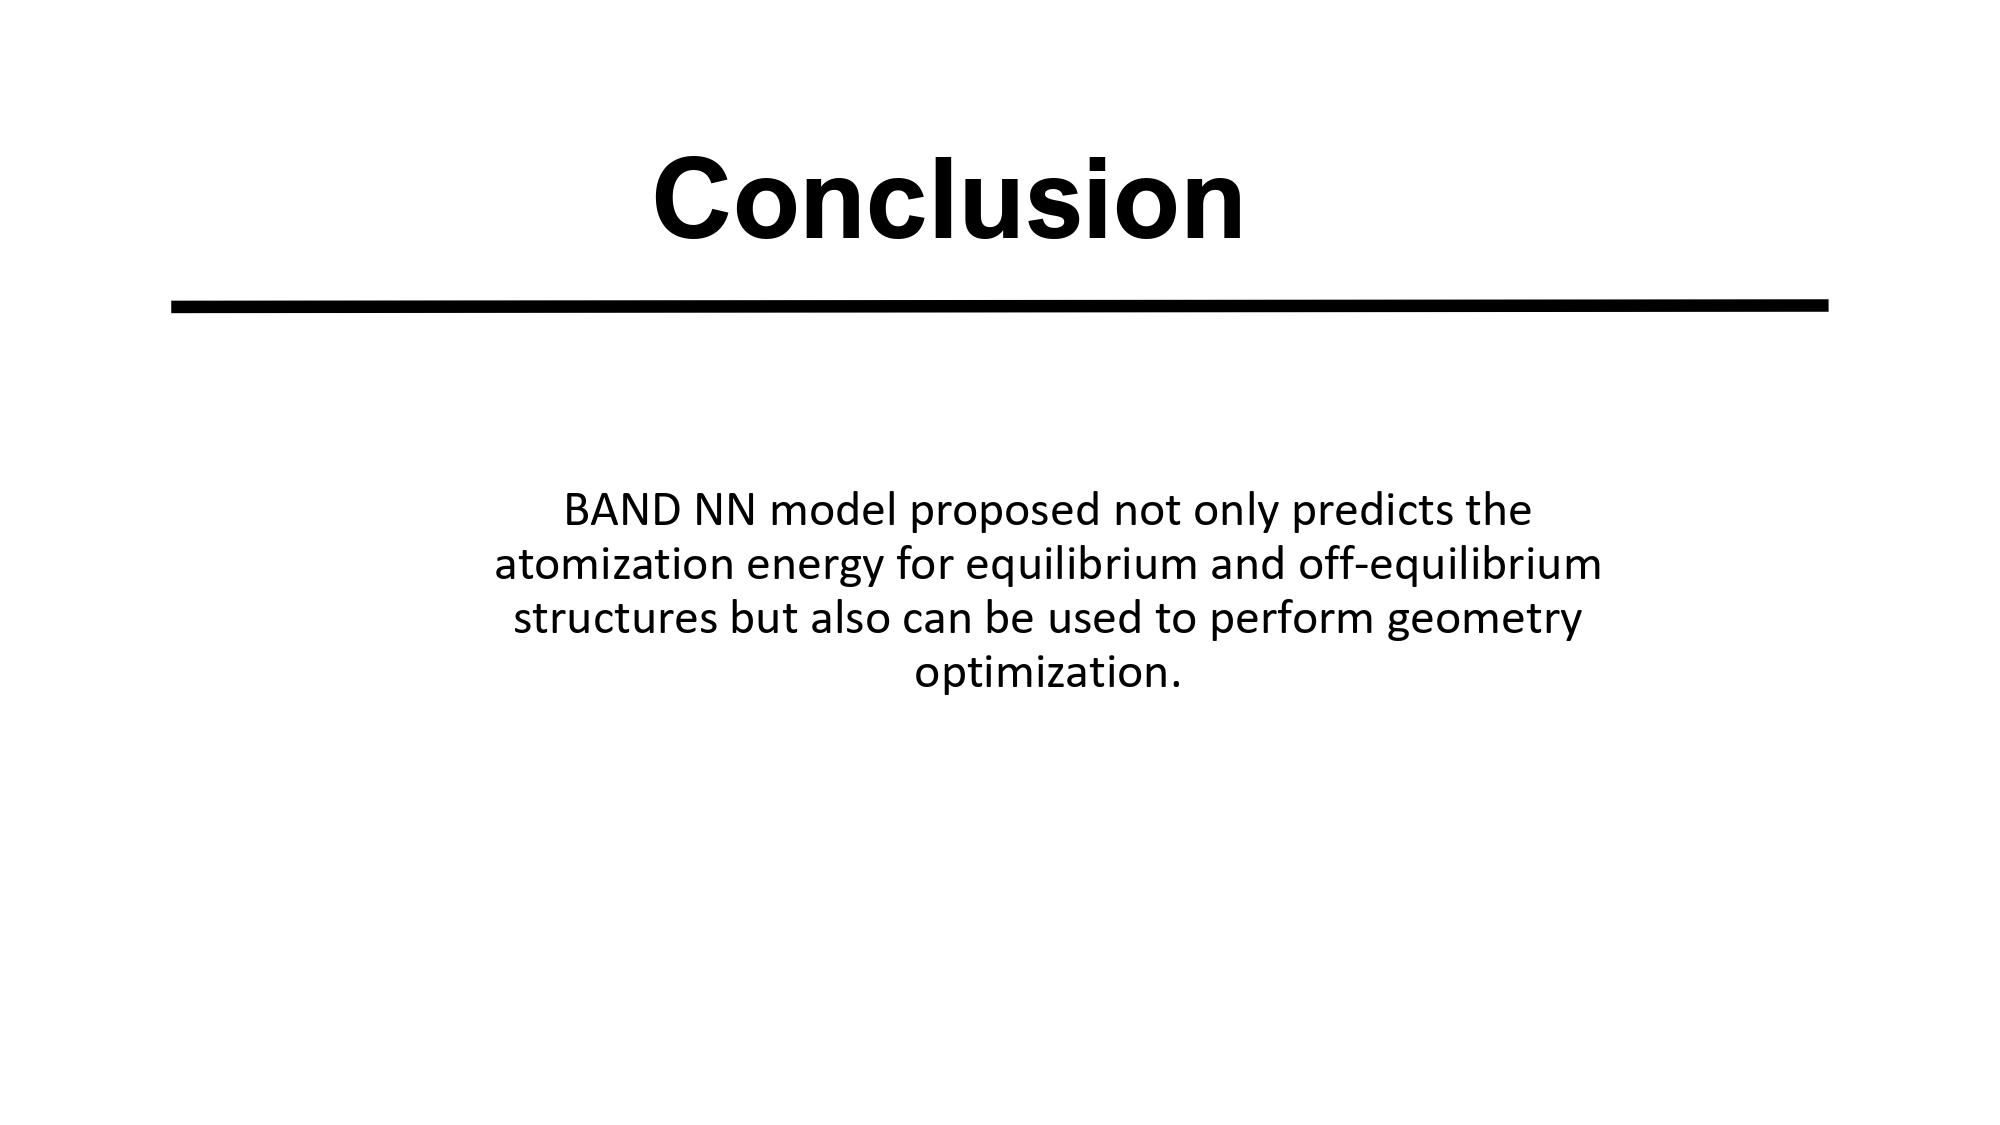 Conclusion
BAND NN model proposed not only predicts the
atomization energy for equilibrium and off-equilibrium
structures but also can be used to perform geometry
optimization.